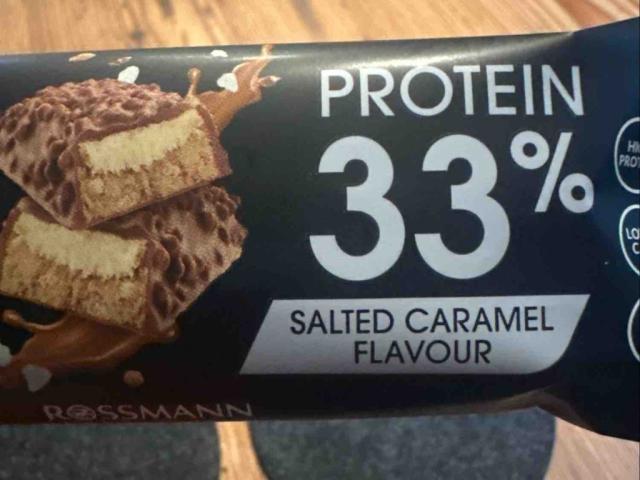 PROTEIN
33%
SALTED CARAMEL
FLAVOUR
ROSSMANN